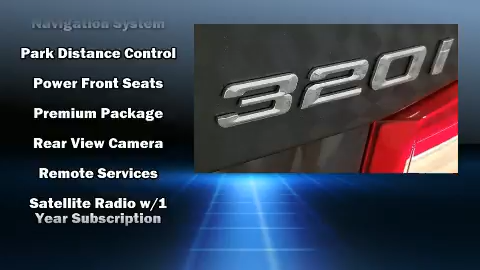 Navigation System
Park Distance Control
Power Front Seats
Premium Package
Rear View Camera
Remote Services
Satellite Radio w/1
Year Subscription
320i